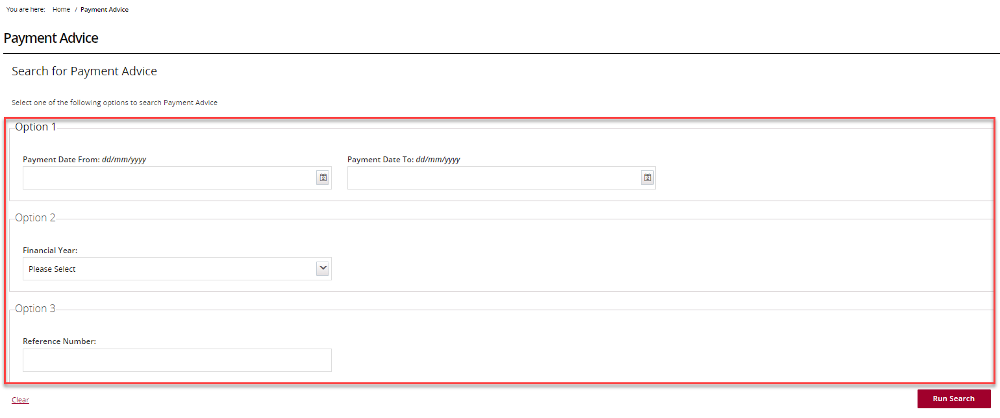 You are here: Home / Payment Advice
Payment Advice
Search for Payment Advice
Select one of the following options to search Payment Advice
Option 1
Payment Date From: dd/mm/yyyy Payment Date To: dd/mm/yyyy
2 2
Option 2
Financial Year:
Please Select
Option 3
Reference Number:
Clear Run Search